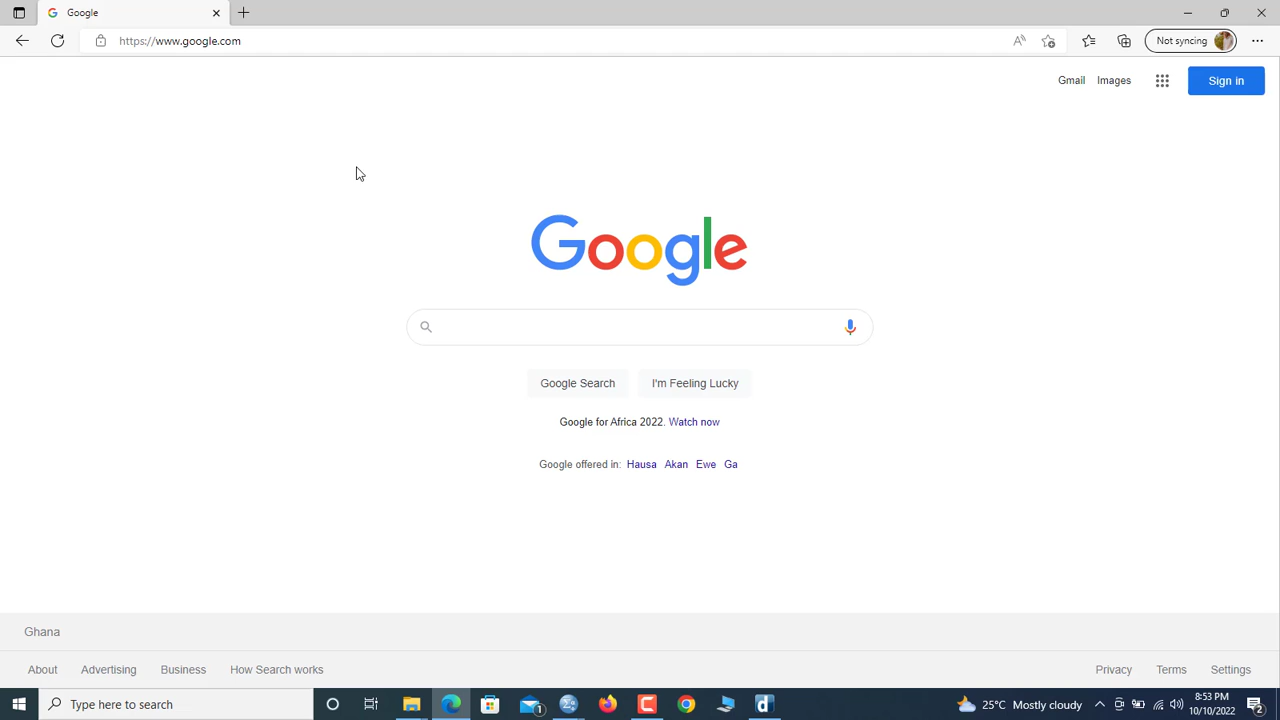 Google
https://www.google.com
Not syncing
Gmail Images Sign in
Google
Google Search I'm Feeling Lucky
Google for Africa 2022. Watch now
Google offered in: Hausa Akan Ewe Ga
Ghana
About Advertising Business How Search works Privacy Terms Settings
Type here to search
1
d
25°C Mostly cloudy
8:53 PM
10/10/2022
2